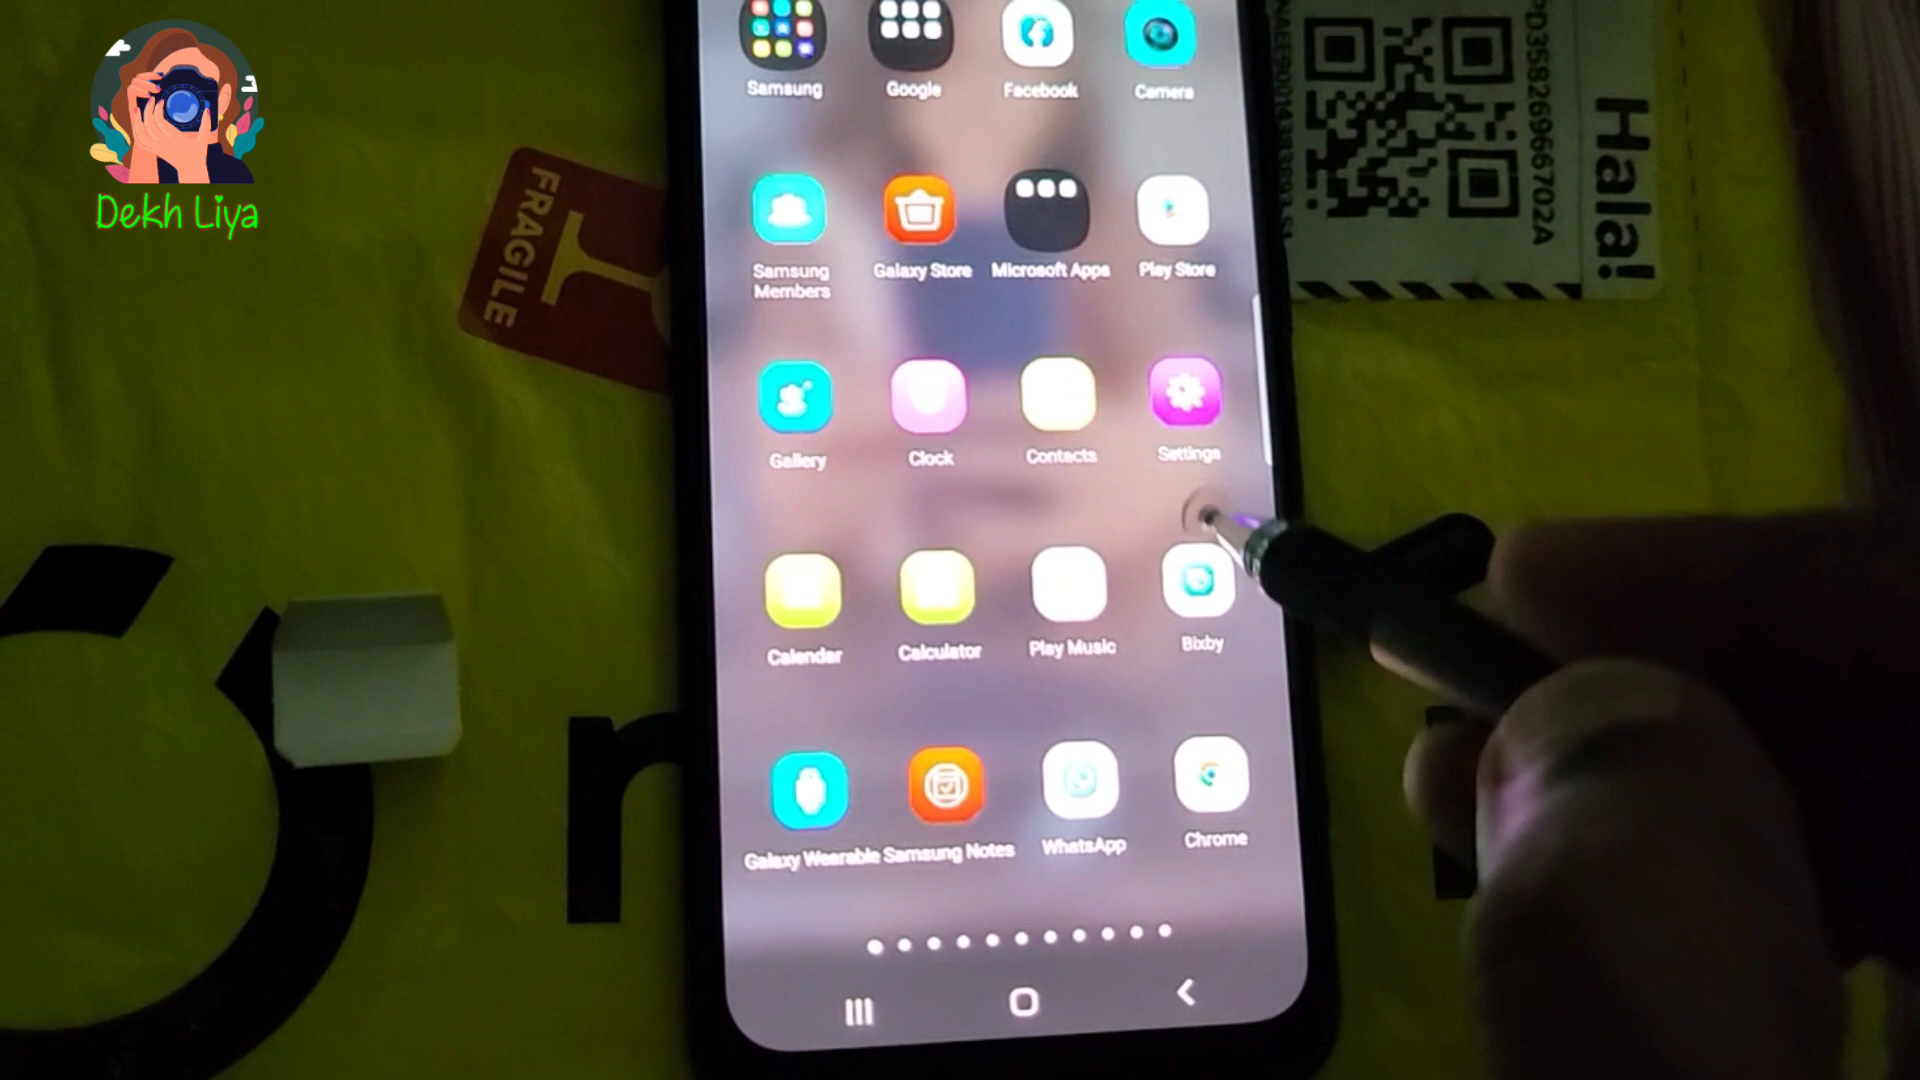 Dekh Liya
FRAGILE
Samsung
Google
Facebook
Camera
Samsung
Members
Galaxy Store
Microsoft Apps
Play Store
Gallery
Clock
Contacts
Settings
Calendar
Calculator
Play Music
Bixby
Galaxy Wearable
Samsung Notes
WhatsApp
Chrome
Hala!
n